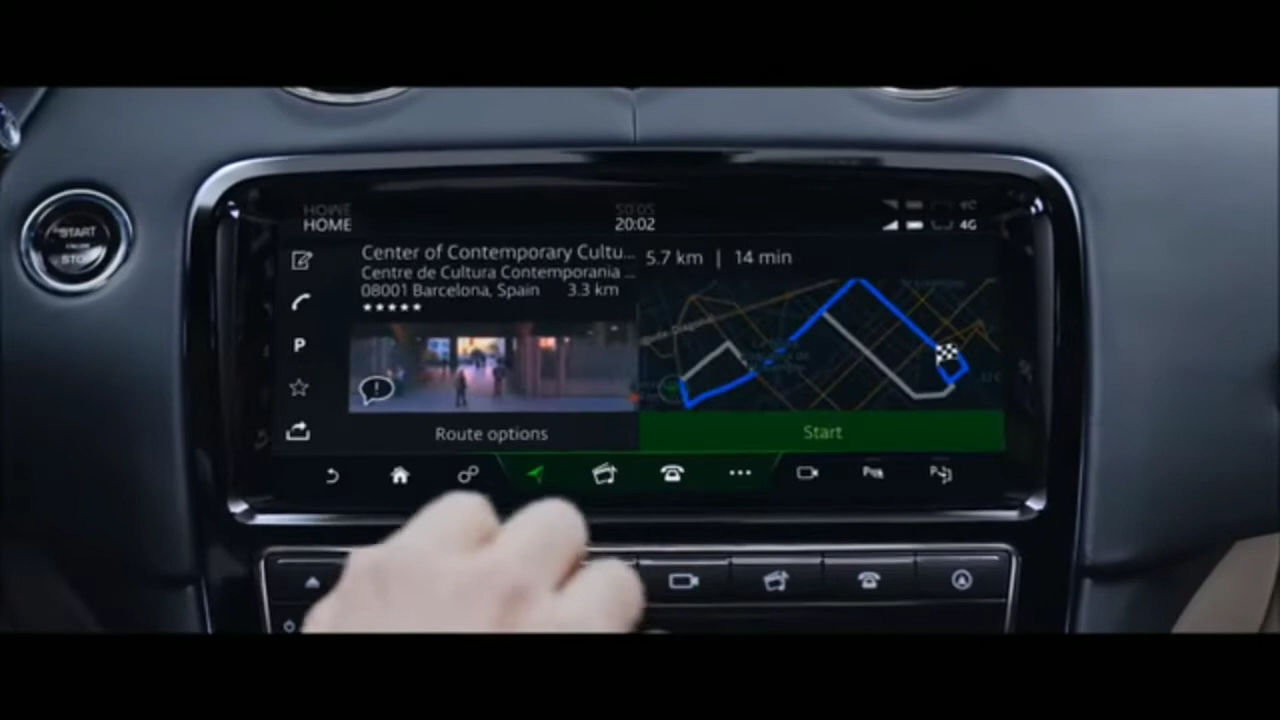 HOME
20:02
4G
START
ENGINE
STOP
Center of Contemporary Cultu...
5.7 km | 14 min
Centre de Cultura Contemporania ...
08001 Barcelona, Spain 3.3 km
P
Route options
Start